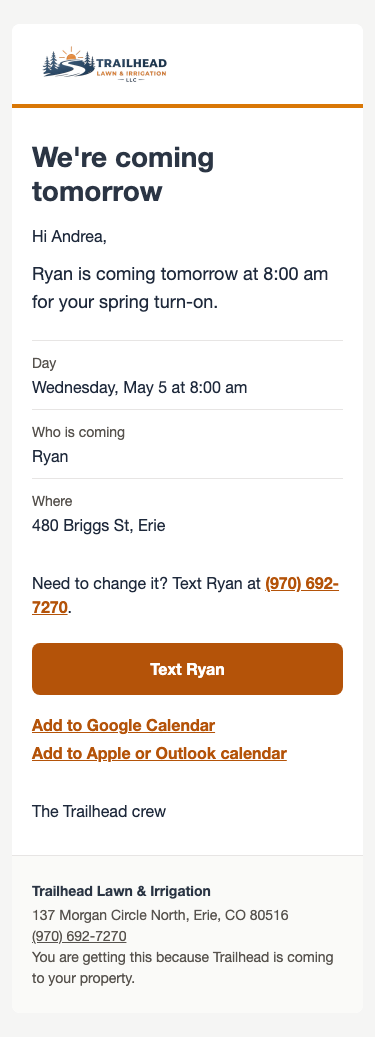 TRAILHEAD
LAWN & IRRIGATION
LLC
We're coming
tomorrow
Hi Andrea,
Ryan is coming tomorrow at 8:00 am
for your spring turn-on.
Day
Wednesday, May 5 at 8:00 am
Who is coming
Ryan
Where
480 Briggs St, Erie
Need to change it? Text Ryan at (970) 692-
7270.
Text Ryan
Add to Google Calendar
Add to Apple or Outlook calendar
The Trailhead crew
Trailhead Lawn & Irrigation
137 Morgan Circle North, Erie, CO 80516
(970) 692-7270
You are getting this because Trailhead is coming
to your property.